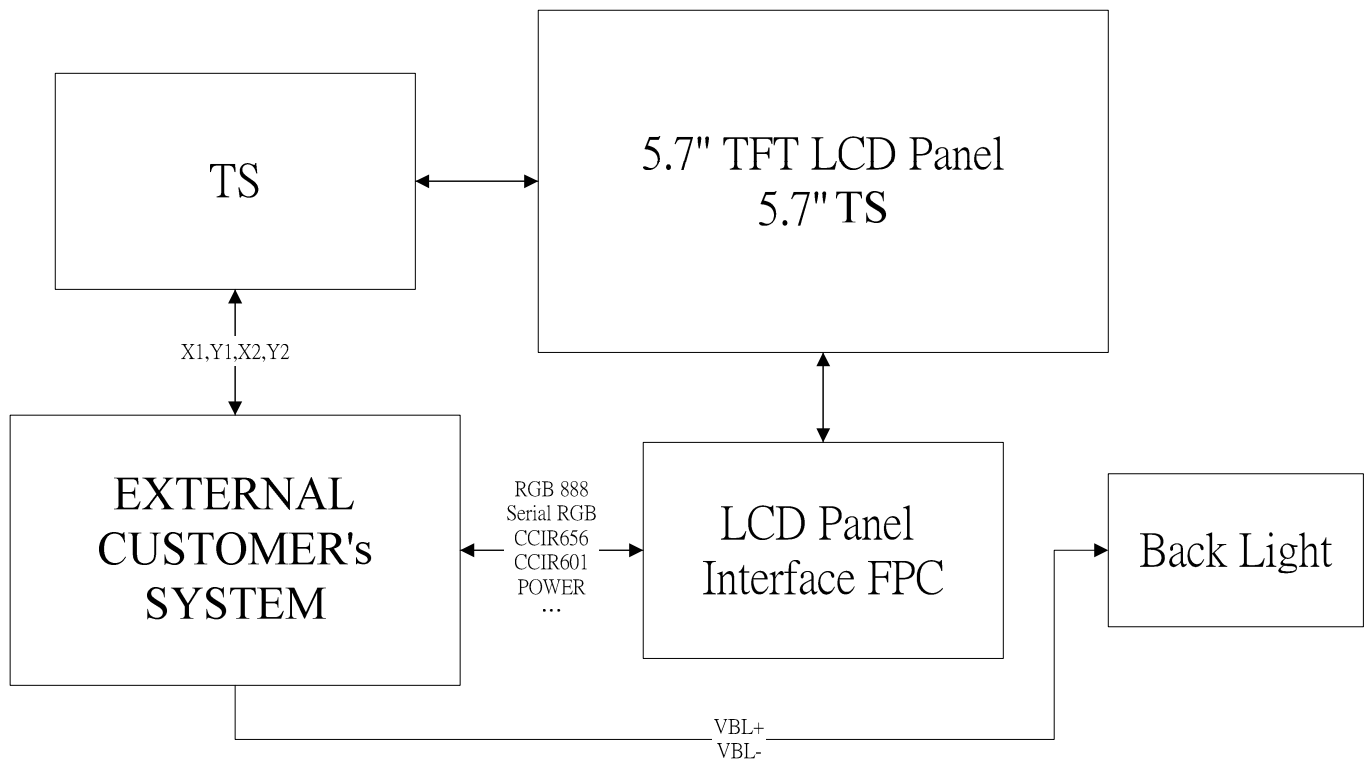 5.7" TFT LCD Panel
5.7" TS
TS
X1,Y1,X2,Y2
EXTERNAL
CUSTOMER's
SYSTEM
RGB 888
Serial RGB
CCIR656
CCIR601
POWER
...
LCD Panel
Interface FPC
Back Light
VBL+
VBL-